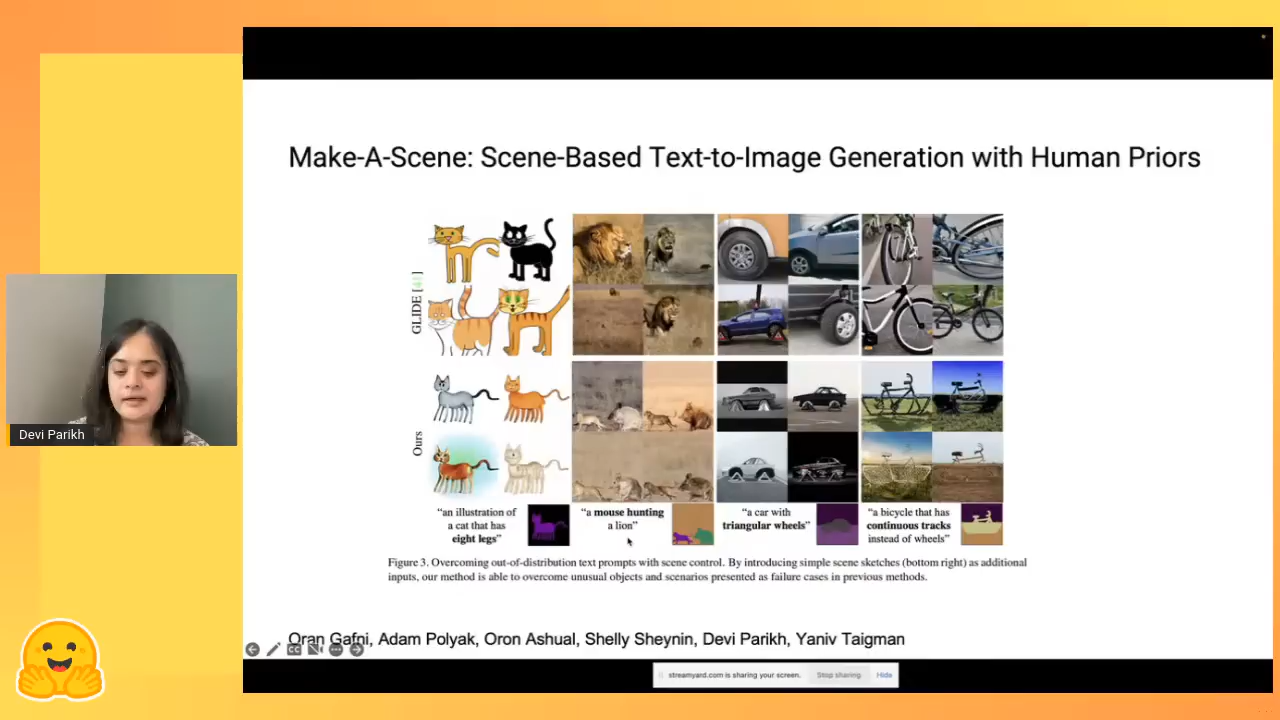 Make-A-Scene: Scene-Based Text-to-Image Generation with Human Priors
GLIDE [41]
Ours
"an illustration of
a cat that has
eight legs"
"a mouse hunting
a lion"
"a car with
triangular wheels"
"a bicycle that has
continuous tracks
instead of wheels"
Figure 3. Overcoming out-of-distribution text prompts with scene control. By introducing simple scene sketches (bottom right) as additional
inputs, our method is able to overcome unusual objects and scenarios presented as failure cases in previous methods.
Devi Parikh
Oran Gafni, Adam Polyak, Oron Ashual, Shelly Sheynin, Devi Parikh, Yaniv Taigman
CC
streamyard.com is sharing your screen.
Stop sharing
Hide